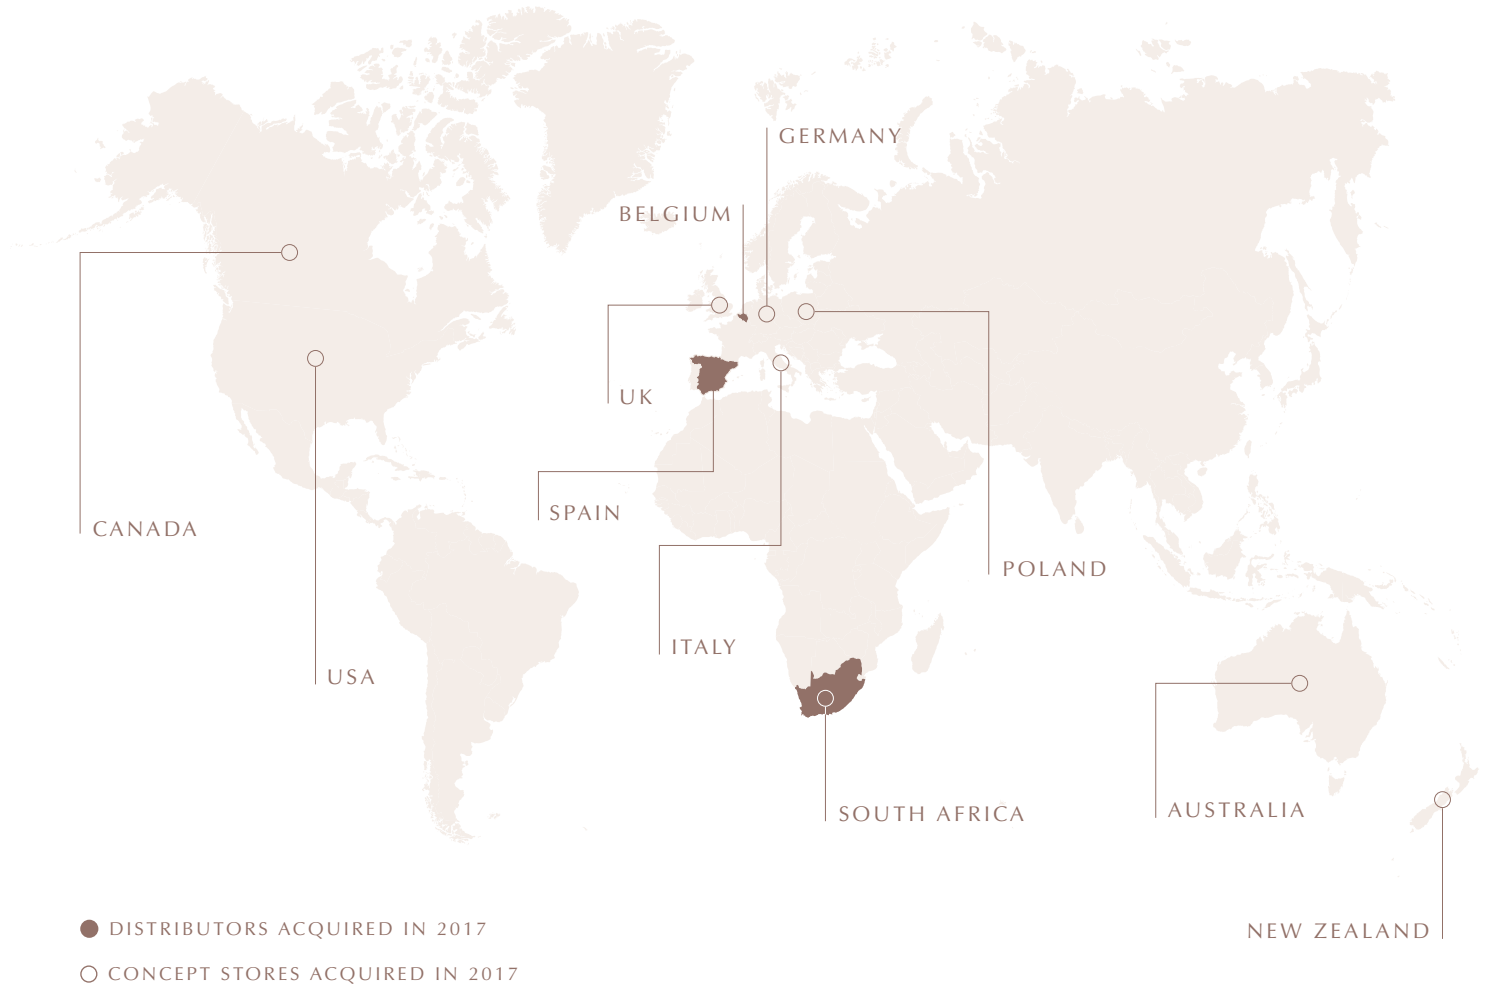 GERMANY
BELGIUM
UK
SPAIN
CANADA
POLAND
ITALY
USA
SOUTH AFRICA
AUSTRALIA
NEW ZEALAND
DISTRIBUTORS ACQUIRED IN 2017
CONCEPT STORES ACQUIRED IN 2017